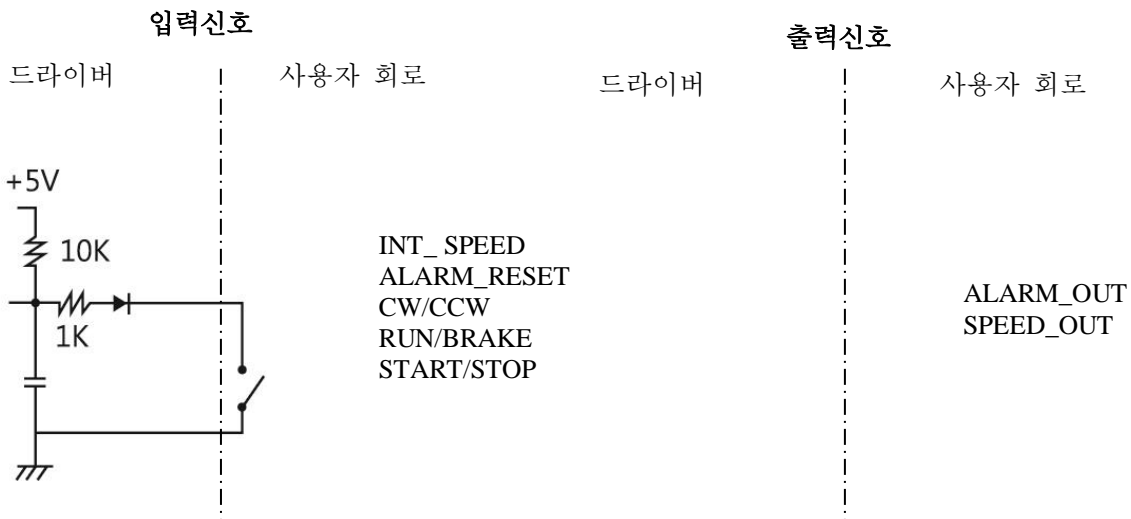 입력신호
출력신호
드라이버
사용자 회로
드라이버
사용자 회로
+5V
10K
1K
INT_ SPEED
ALARM_RESET
CW/CCW
RUN/BRAKE
START/STOP
ALARM_OUT
SPEED_OUT